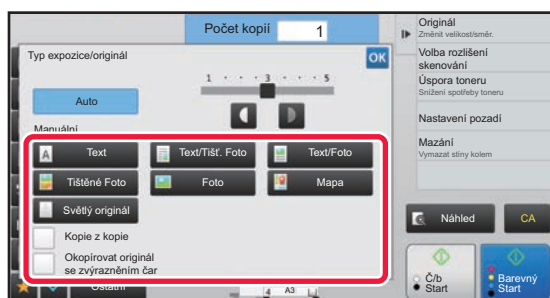 Počet kopií 1
Typ expozice/originál
OK
1 3 5
Auto
Manuální
Text
Text/Tišť. Foto
Text/Foto
Tištěné Foto
Foto
Mapa
Světlý originál
Kopie z kopie
Okopírovat originál
se zvýrazněním čar
Ostatní
4 A3
Originál
Změnit velikost/směr.
Volba rozlišení
skenování
Úspora toneru
Snížení spotřeby toneru
Nastavení pozadí
Mazání
Vymazat stíny kolem
Náhled
CA
Č/b
Start
Barevný
Start